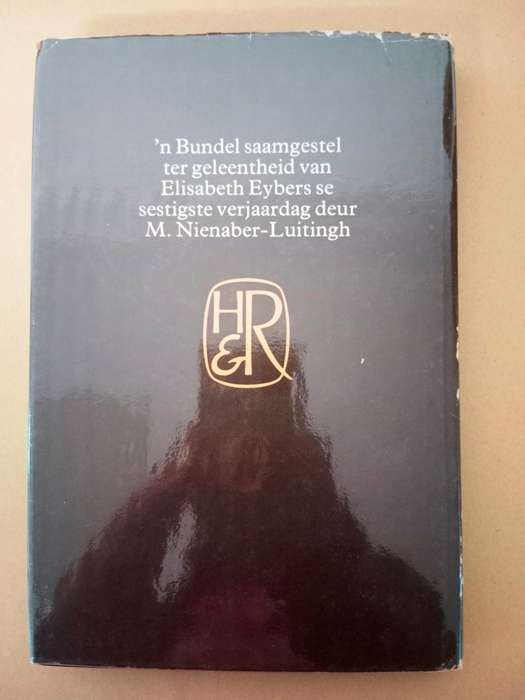 'n Bundel saamgestel
ter geleentheid van
Elisabeth Eybers se
sestigste verjaardag deur
M. Nienaber-Luitingh
H
&R